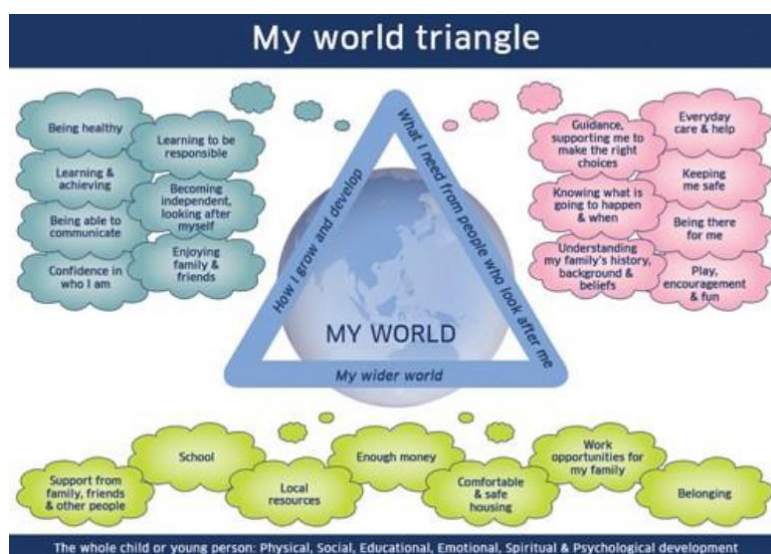 My world triangle
Being healthy
Learning to be
responsible
Learning &
achieving
Becoming
independent,
looking after
myself
Being able to
communicate
Enjoying
family &
friends
Confidence in
who I am
How I grow and develop
What I need from people who look after me
MY WORLD
My wider world
Guidance,
supporting me to
make the right
choices
Everyday
care & help
Keeping
me safe
Knowing what is
going to happen
& when
Being there
for me
Understanding
my family's history,
background &
beliefs
Play,
encouragement
& fun
Support from
family, friends
& other people
School
Local
resources
Enough money
Comfortable
& safe
housing
Work
opportunities for
my family
Belonging
The whole child or young person: Physical, Social, Educational, Emotional, Spiritual & Psychological development